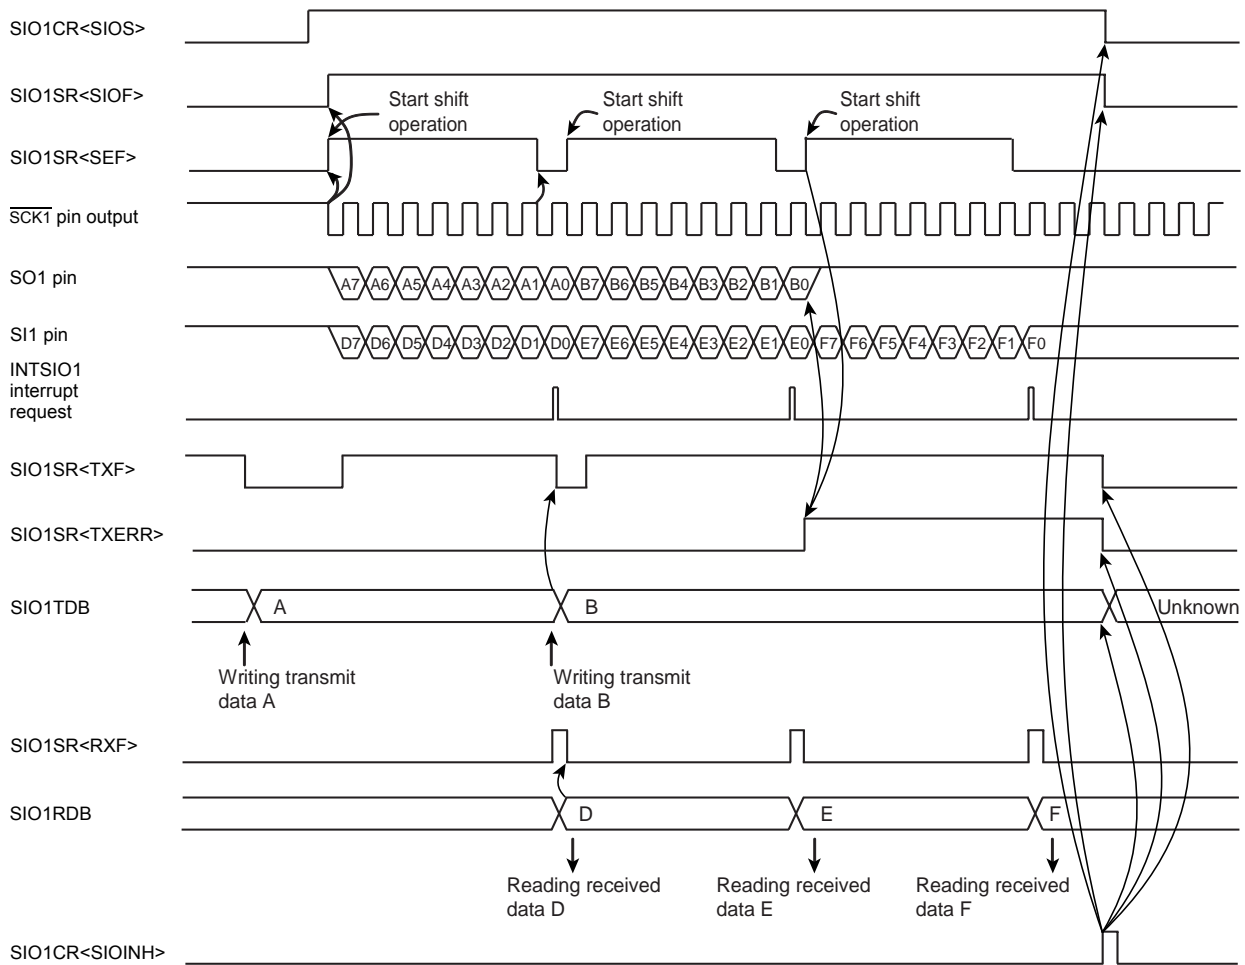 SIO1CR<SIOS>
SIO1SR<SIOF>
Start shift
operation
Start shift
operation
Start shift
operation
SIO1SR<SEF>
SCK1 pin output
SO1 pin
A7 A6 A5 A4 A3 A2 A1 A0 B7 B6 B5 B4 B3 B2 B1 B0
SI1 pin
D7 D6 D5 D4 D3 D2 D1 D0 E7 E6 E5 E4 E3 E2 E1 E0 F7 F6 F5 F4 F3 F2 F1 F0
INTSIO1
interrupt
request
SIO1SR<TXF>
SIO1SR<TXERR>
SIO1TDB
A
B
Unknown
Writing transmit
data A
Writing transmit
data B
SIO1SR<RXF>
SIO1RDB
D
E
F
Reading received
data D
Reading received
data E
Reading received
data F
SIO1CR<SIOINH>